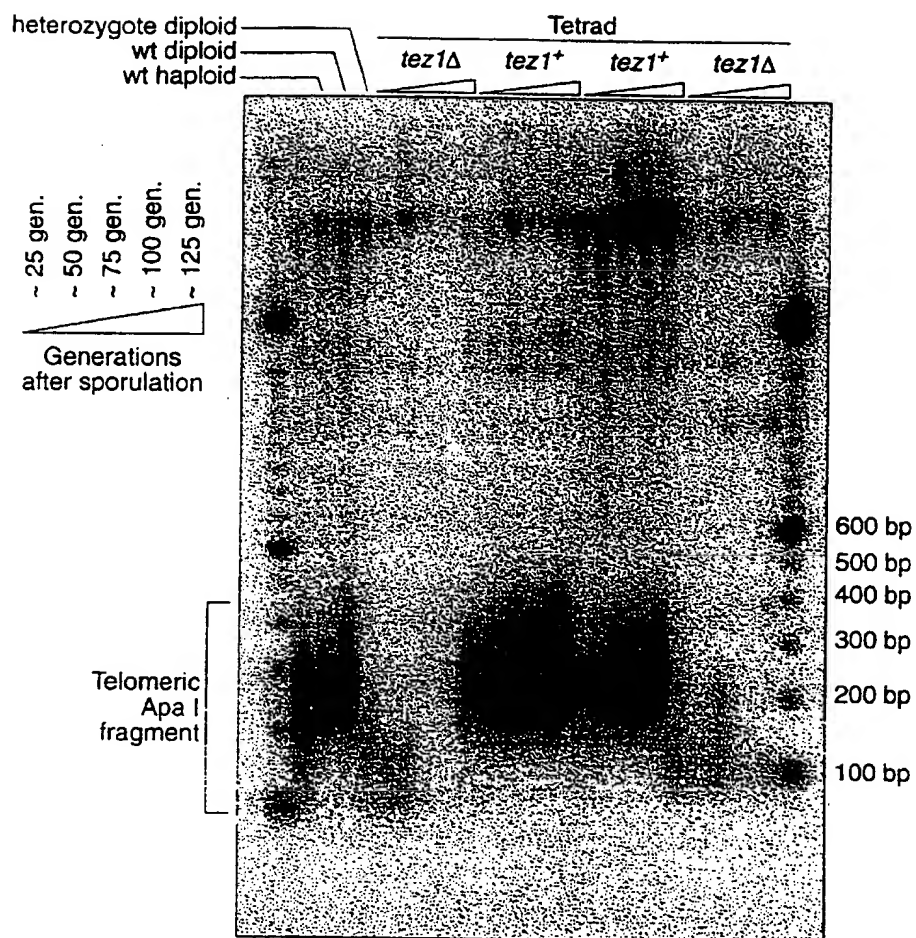 heterozygote diploid
wt diploid
wt haploid
Tetrad
tez1Δ
tez1+
tez1+
tez1Δ
~ 25 gen.
~ 50 gen.
~ 75 gen.
~ 100 gen.
~ 125 gen.
Generations
after sporulation
600 bp
500 bp
400 bp
300 bp
200 bp
100 bp
Telomeric
Apa I
fragment